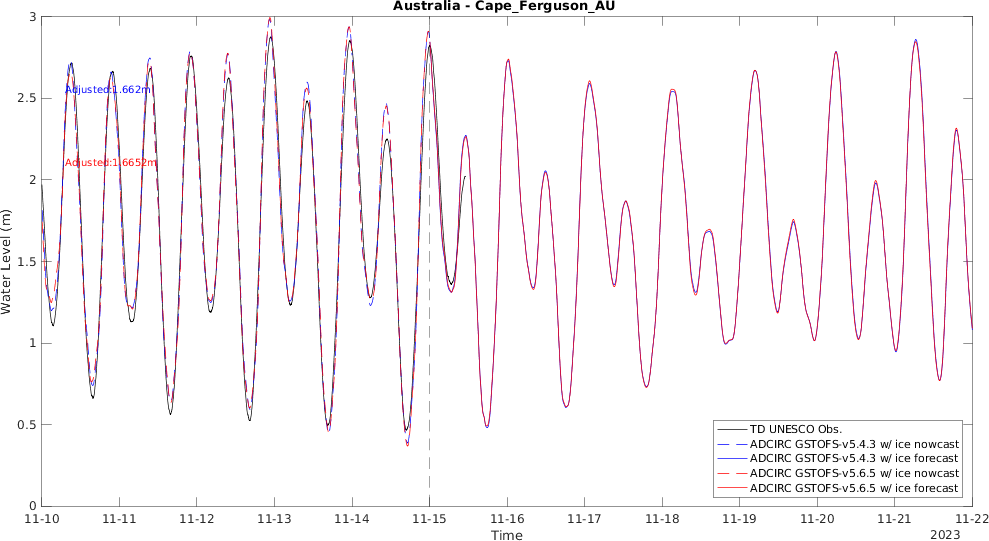 Australia - Cape_Ferguson_AU
3
2.5
2
1.5
1
0.5
0
Water Level (m)
Adjusted:1.662m
Adjusted:1.6652m
TD UNESCO Obs.
ADCIRC GSTOFS-v5.4.3 w/ ice nowcast
ADCIRC GSTOFS-v5.4.3 w/ ice forecast
ADCIRC GSTOFS-v5.6.5 w/ ice nowcast
ADCIRC GSTOFS-v5.6.5 w/ ice forecast
11-10 11-11 11-12 11-13 11-14 11-15 11-16 11-17 11-18 11-19 11-20 11-21 11-22
Time
2023